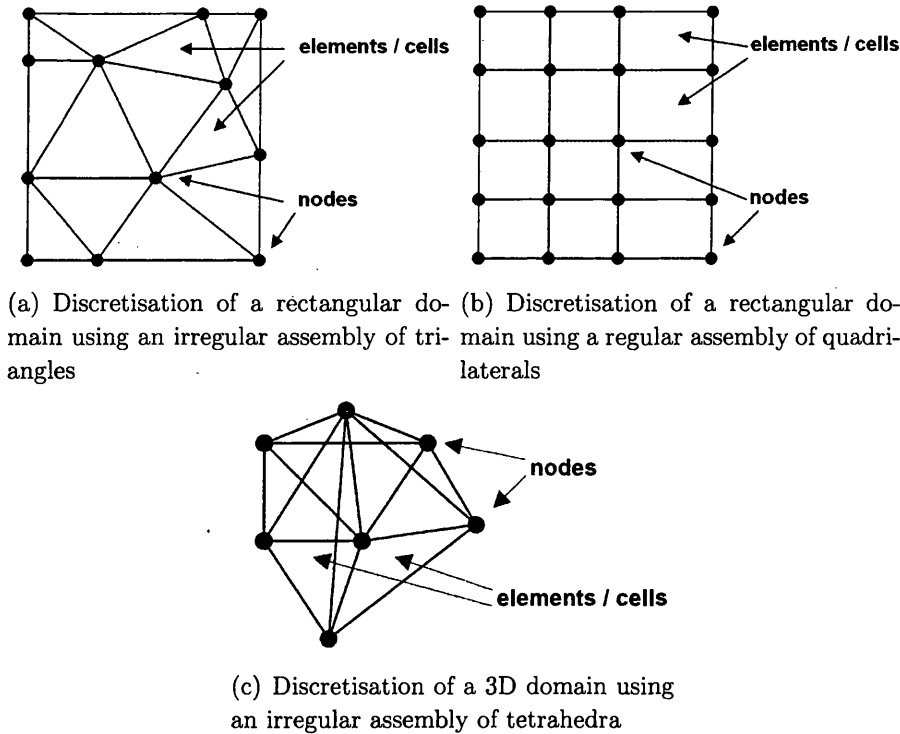 elements / cells
nodes
elements / cells
nodes
(a) Discretisation of a rectangular do-
main using an irregular assembly of tri-
angles
(b) Discretisation of a rectangular do-
main using a regular assembly of quadri-
laterals
nodes
elements / cells
(c) Discretisation of a 3D domain using
an irregular assembly of tetrahedra